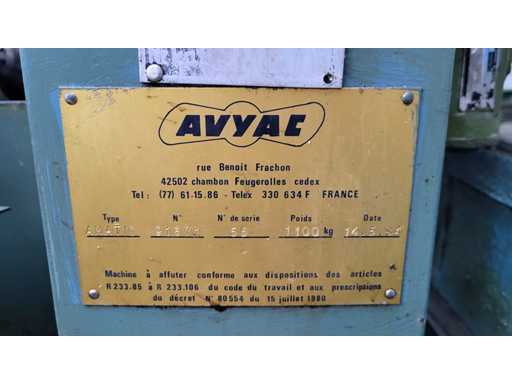 AVYAC
rue Benoit Frachon
42502 chambon Feugerolles cedex
Tel: (77) 61.15.86 - Telex 330 634 F FRANCE
Type N° N° de serie Poids Date
56 1100 kg
Machine à affuter conforme aux dispositions des articles
R 233.85 à R 233.106 du code du travail et aux prescriptions
du décret N° 80554 du 15 juillet 1980